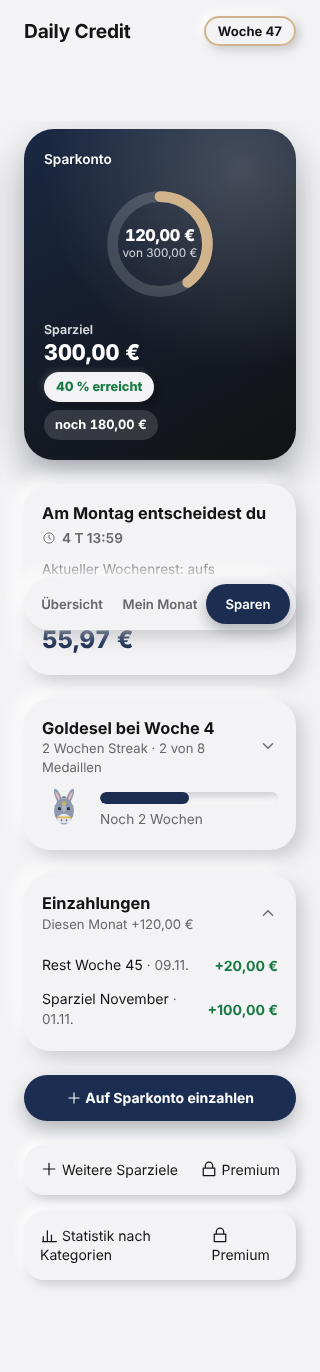 Daily Credit
Woche 47
Sparkonto
120,00 €
von 300,00 €
Sparziel
300,00 €
40 % erreicht
noch 180,00 €
Am Montag entscheidest du
4 T 13:59
Aktueller Wochenrest: aufs
Übersicht
Mein Monat
Sparen
55,97 €
Goldesel bei Woche 4
2 Wochen Streak · 2 von 8
Medaillen
Noch 2 Wochen
Einzahlungen
Diesen Monat +120,00 €
Rest Woche 45 · 09.11.
+20,00 €
Sparziel November ·
01.11.
+100,00 €
Auf Sparkonto einzahlen
Weitere Sparziele
Premium
Statistik nach
Kategorien
Premium